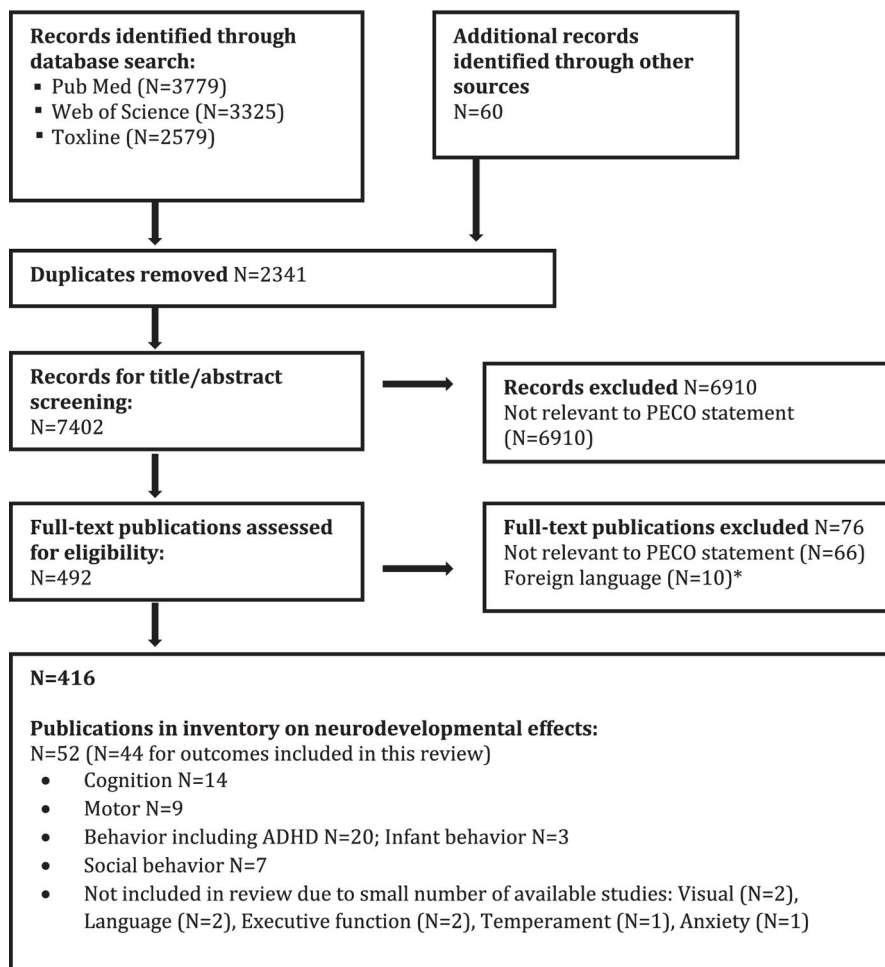 Records identified through
database search:
▪ Pub Med (N=3779)
▪ Web of Science (N=3325)
▪ Toxline (N=2579)
Additional records
identified through other
sources
N=60
Duplicates removed N=2341
Records for title/abstract
screening:
N=7402
Records excluded N=6910
Not relevant to PECO statement
(N=6910)
Full-text publications assessed
for eligibility:
N=492
Full-text publications excluded N=76
Not relevant to PECO statement (N=66)
Foreign language (N=10)*
N=416
Publications in inventory on neurodevelopmental effects:
N=52 (N=44 for outcomes included in this review)
• Cognition N=14
• Motor N=9
• Behavior including ADHD N=20; Infant behavior N=3
• Social behavior N=7
• Not included in review due to small number of available studies: Visual (N=2),
Language (N=2), Executive function (N=2), Temperament (N=1), Anxiety (N=1)